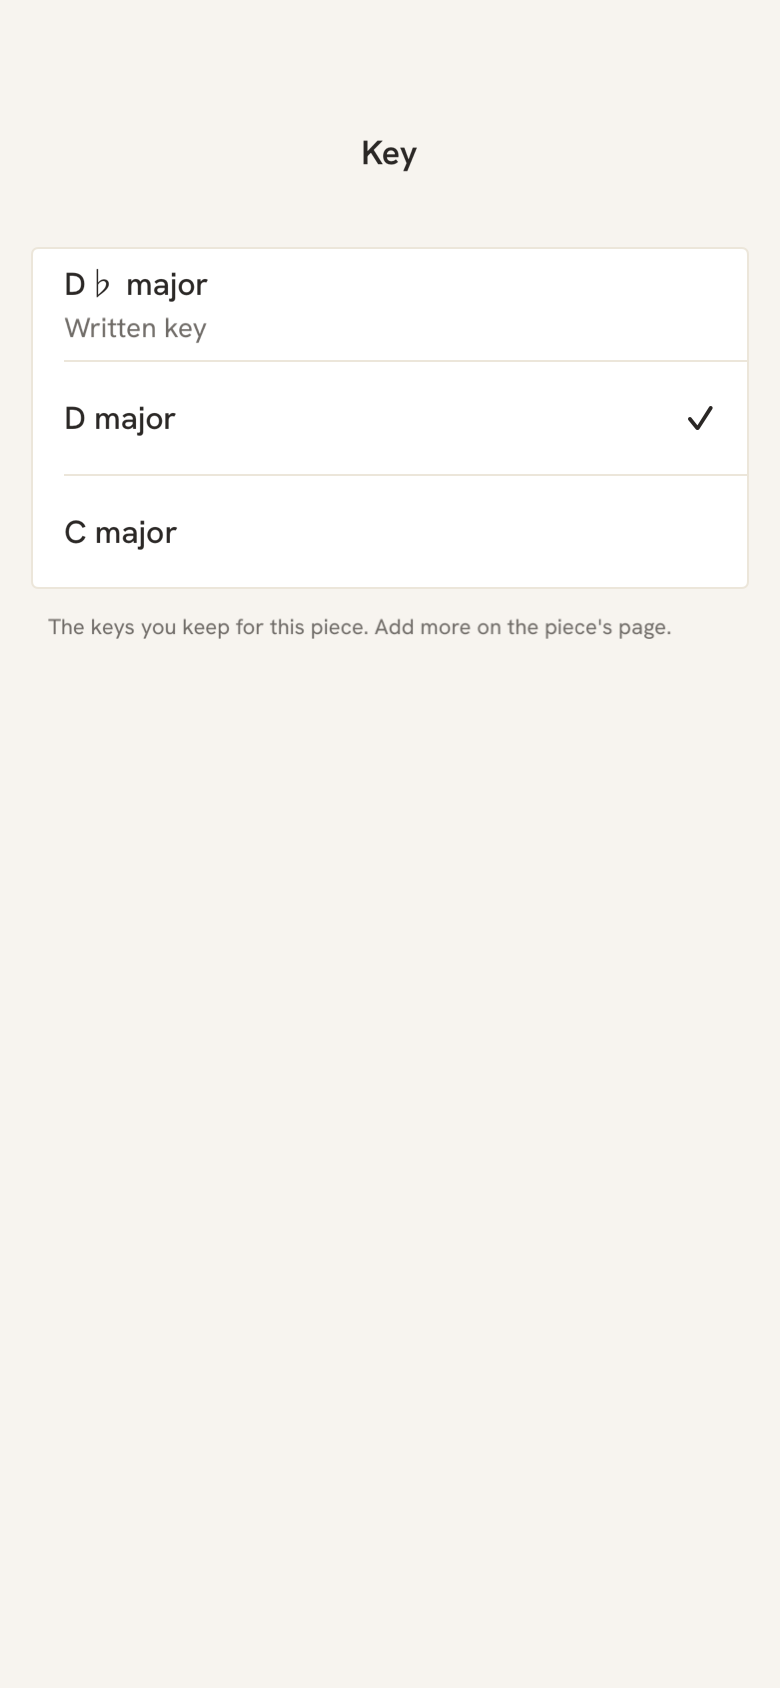 Key
D♭ major
Written key
D major
C major
The keys you keep for this piece. Add more on the piece's page.